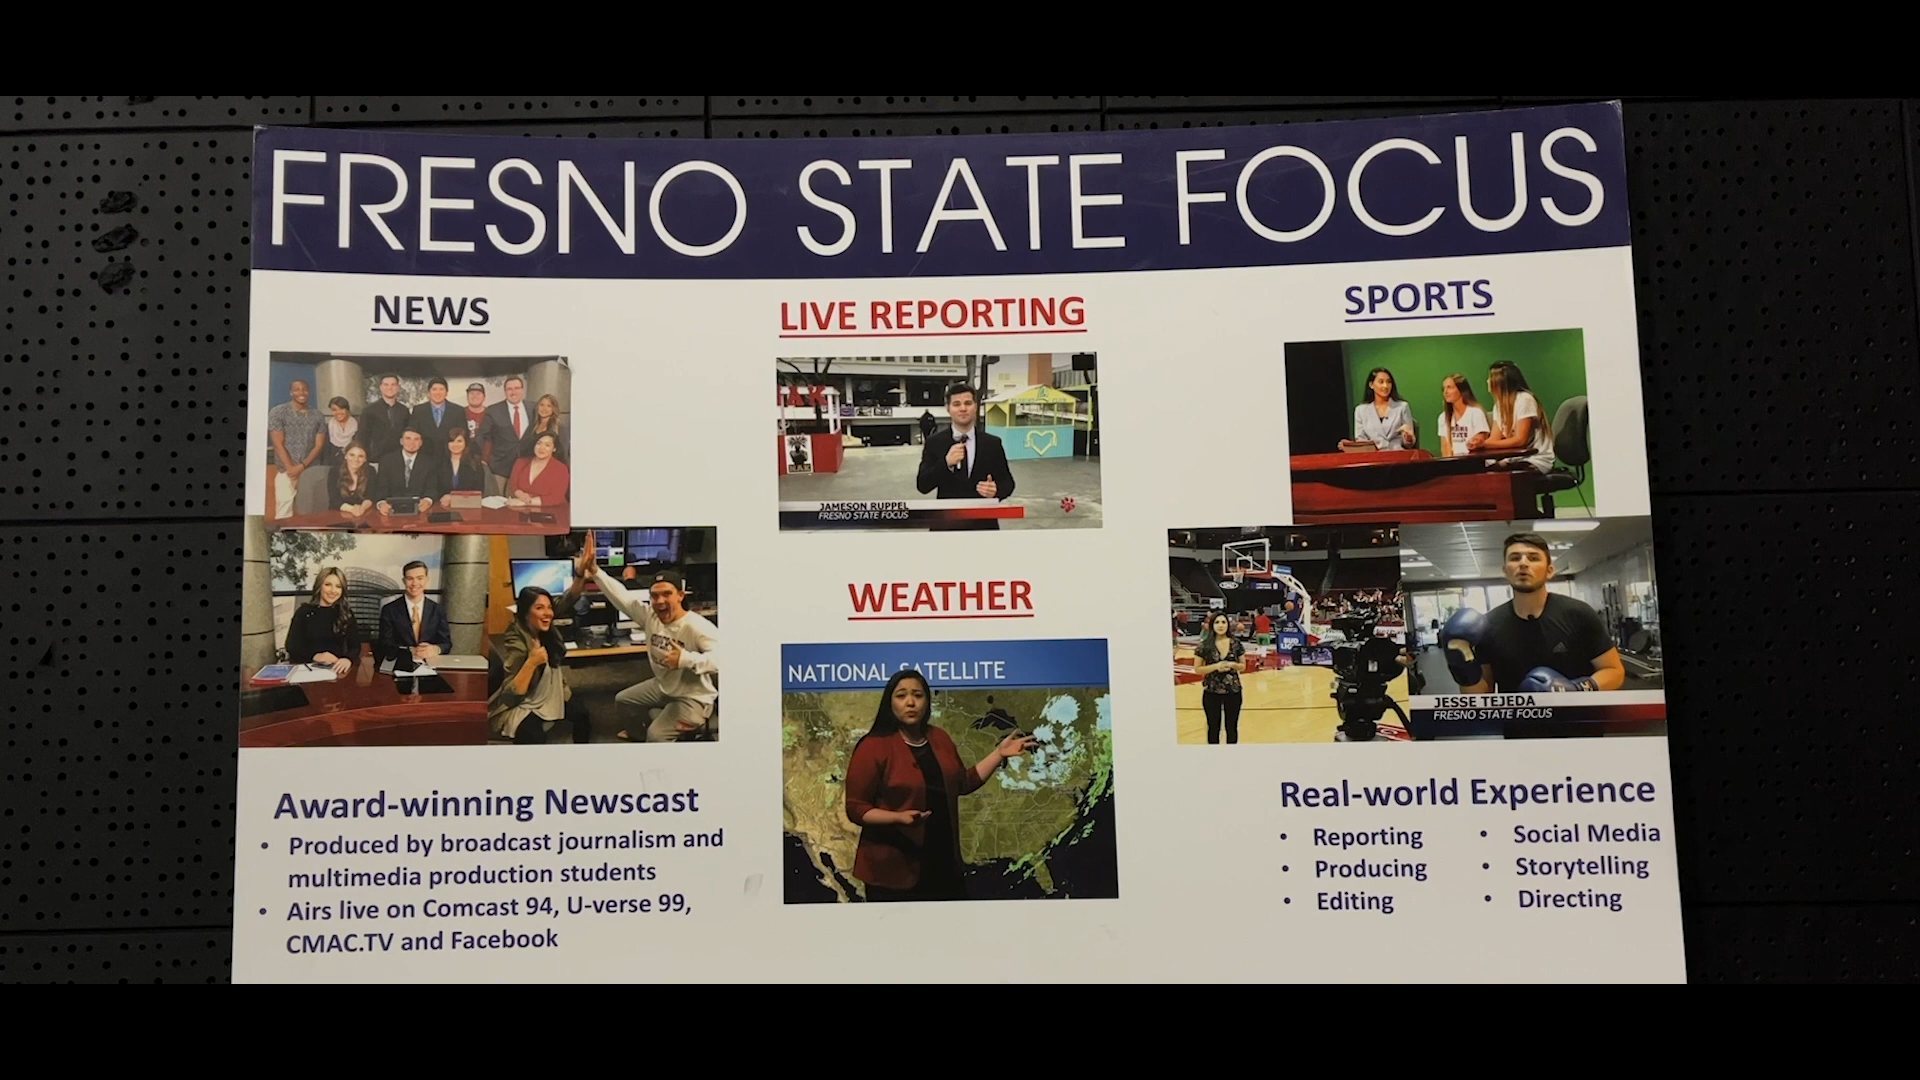 FRESNO STATE FOCUS
NEWS
LIVE REPORTING
SPORTS
JAMESON RUPPEL
FRESNO STATE FOCUS
WEATHER
NATIONAL SATELLITE
JESSE TEJEDA
FRESNO STATE FOCUS
Award-winning Newscast
• Produced by broadcast journalism and
multimedia production students
• Airs live on Comcast 94, U-verse 99,
CMAC.TV and Facebook
Real-world Experience
• Reporting
• Producing
• Editing
• Social Media
• Storytelling
• Directing